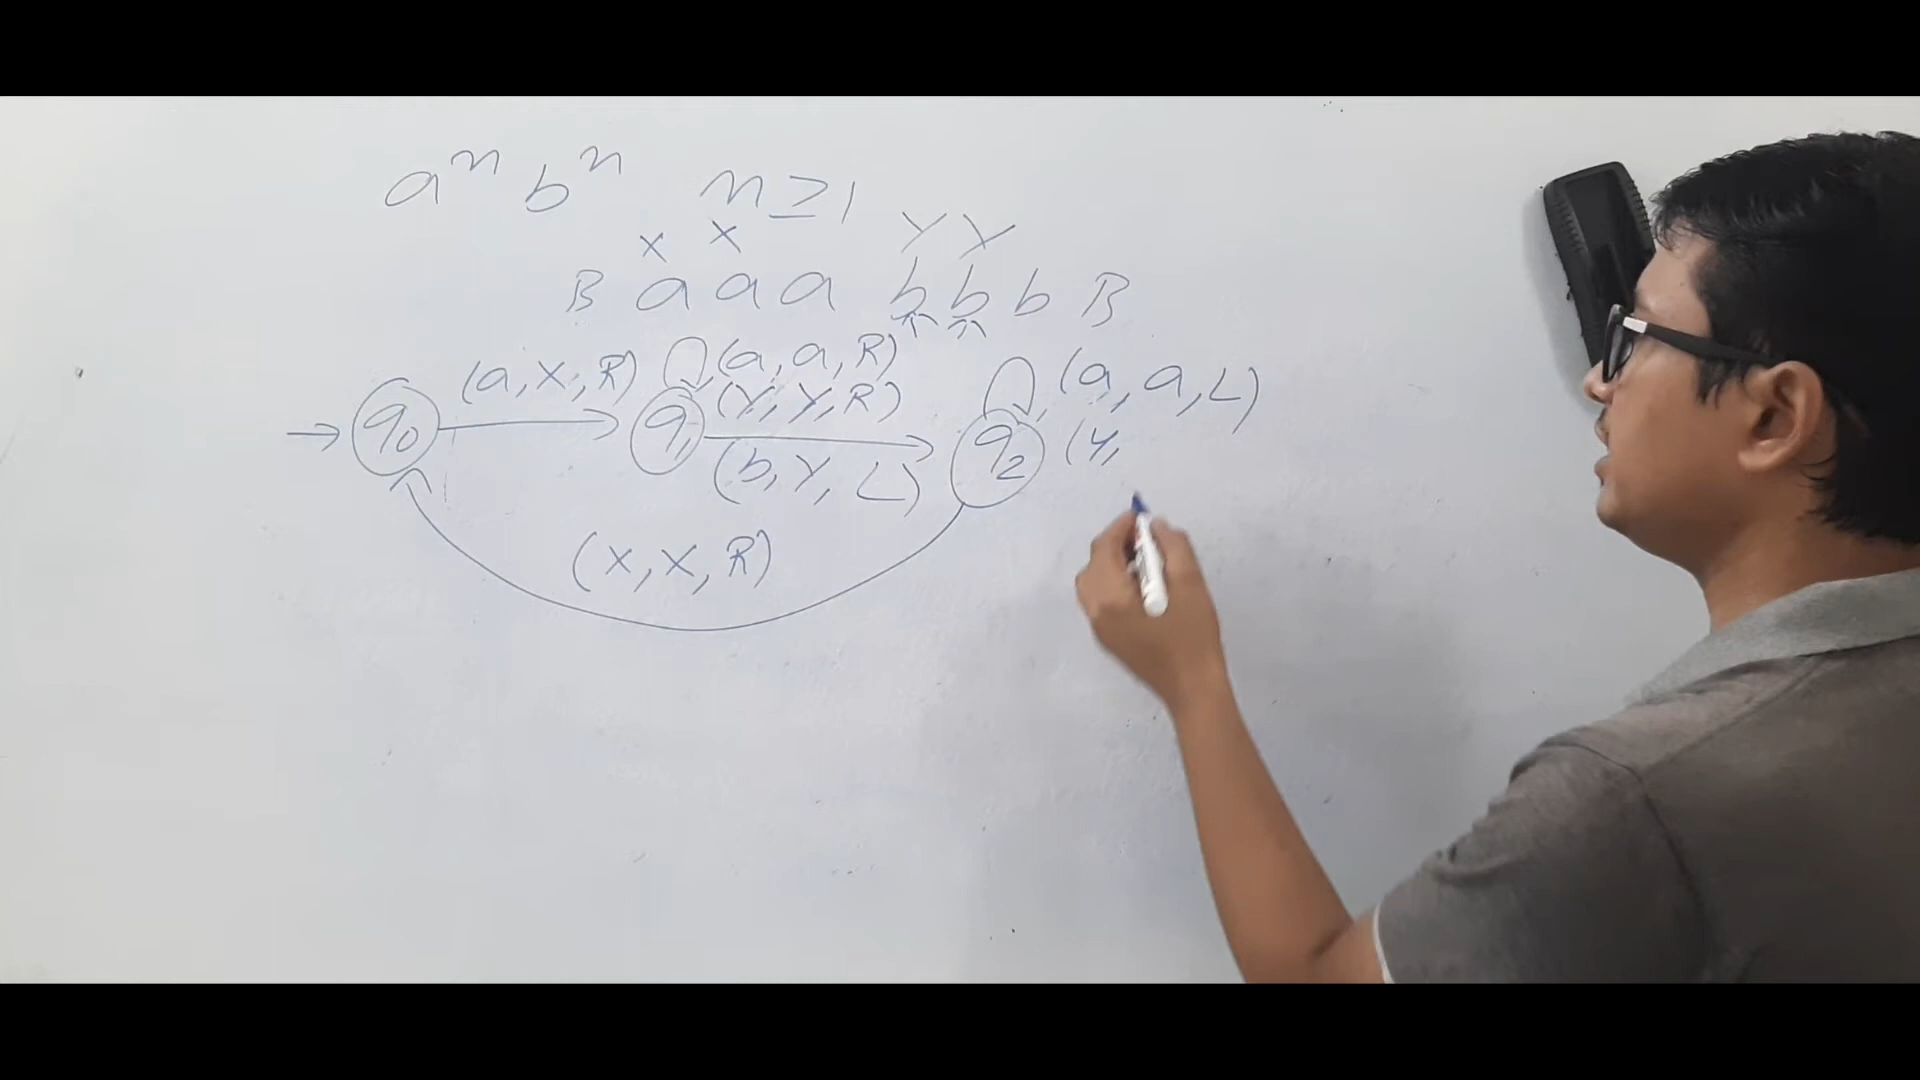 aⁿ bⁿ n ≥ 1
X X Y Y
B a a a b b b B
(a, X, R) (a, a, R) (a, a, L)
(Y, Y, R)
→ q₀ q₁ q₂ (Y,
(b, Y, L)
(X, X, R)